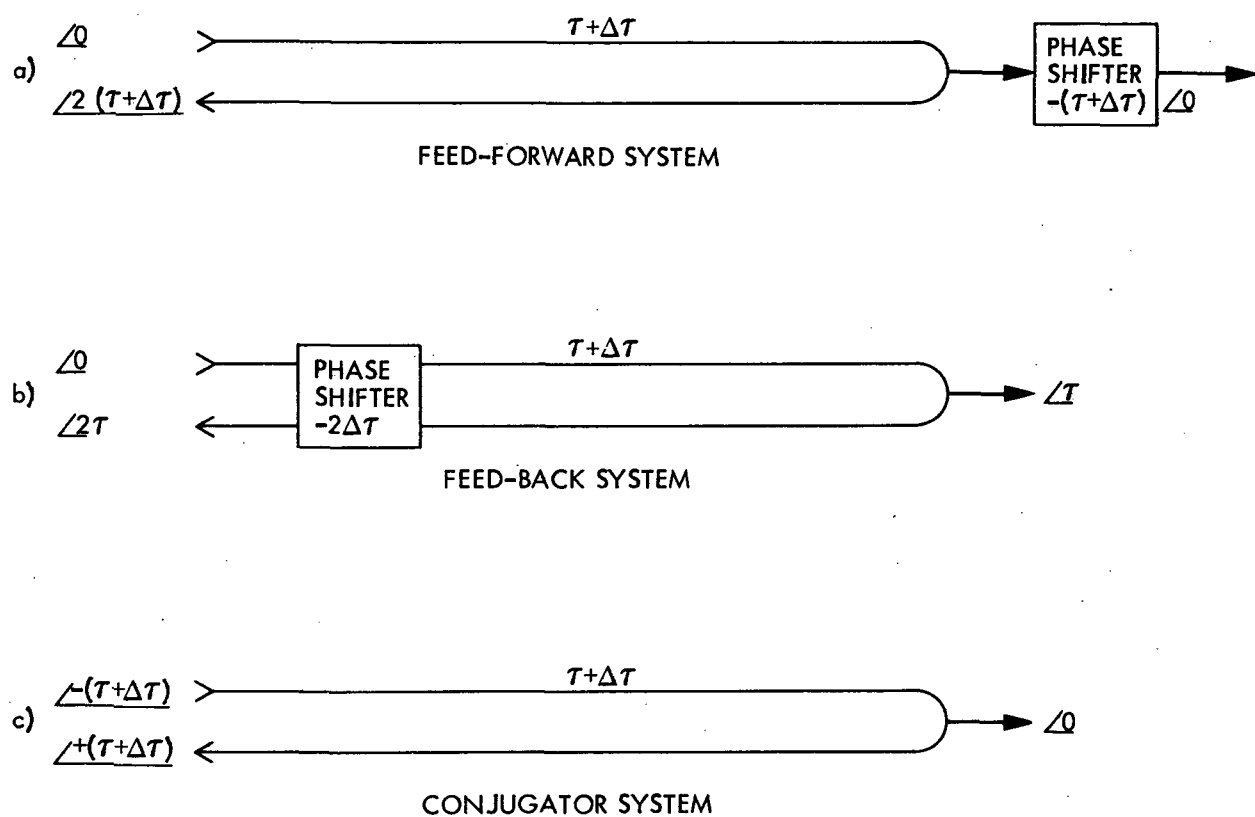 ∠0
τ+Δτ
a)
PHASE
SHIFTER
-(τ+Δτ)
∠0
∠2 (τ+Δτ)
FEED-FORWARD SYSTEM
∠0
τ+Δτ
b)
PHASE
SHIFTER
-2Δτ
∠τ
∠2τ
FEED-BACK SYSTEM
∠-(τ+Δτ)
τ+Δτ
c)
∠0
∠+(τ+Δτ)
CONJUGATOR SYSTEM